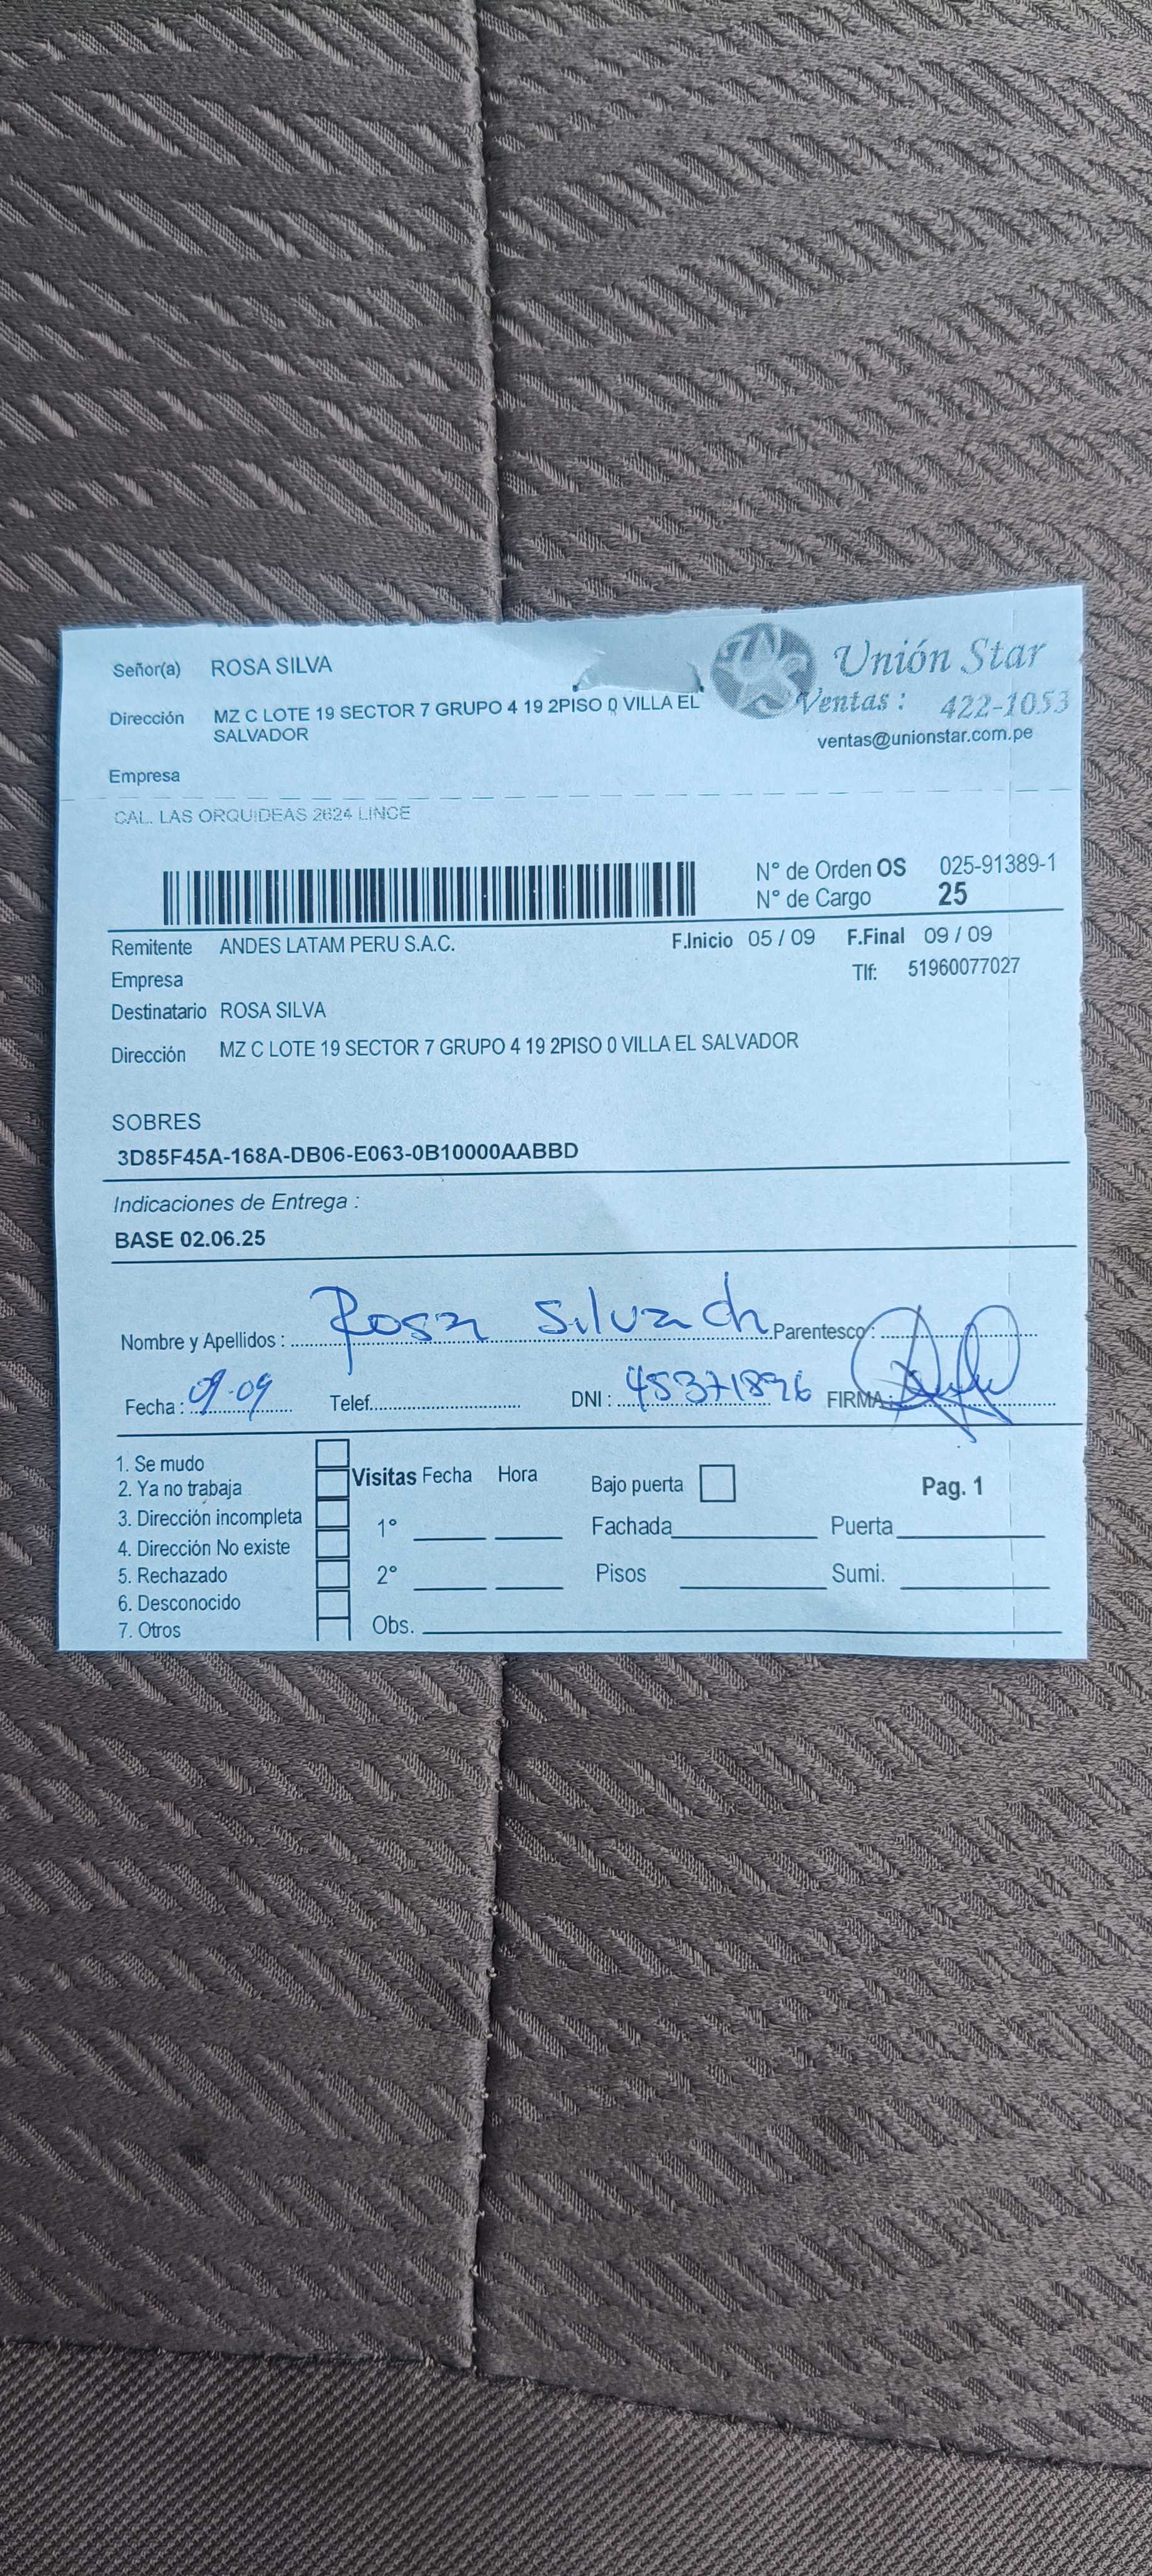 Señor(a) ROSA SILVA
Dirección MZ C LOTE 19 SECTOR 7 GRUPO 4 19 2PISO 0 VILLA EL
SALVADOR
Empresa
Unión Star
Ventas : 422-1053
ventas@unionstar.com.pe
CAL. LAS ORQUIDEAS 2624 LINCE
N° de Orden OS 025-91389-1
N° de Cargo 25
Remitente ANDES LATAM PERU S.A.C. F.Inicio 05 / 09 F.Final 09 / 09
Empresa Tlf: 51960077027
Destinatario ROSA SILVA
Dirección MZ C LOTE 19 SECTOR 7 GRUPO 4 19 2PISO 0 VILLA EL SALVADOR
SOBRES
3D85F45A-168A-DB06-E063-0B10000AABBD
Indicaciones de Entrega :
BASE 02.06.25
Nombre y Apellidos : Rosa Silva ch Parentesco :
Fecha : 09-09 Telef. DNI : 45371896 FIRMA :
1. Se mudo
2. Ya no trabaja
3. Dirección incompleta
4. Dirección No existe
5. Rechazado
6. Desconocido
7. Otros
Visitas Fecha Hora Bajo puerta Pag. 1
1° Fachada Puerta
2° Pisos Sumi.
Obs.